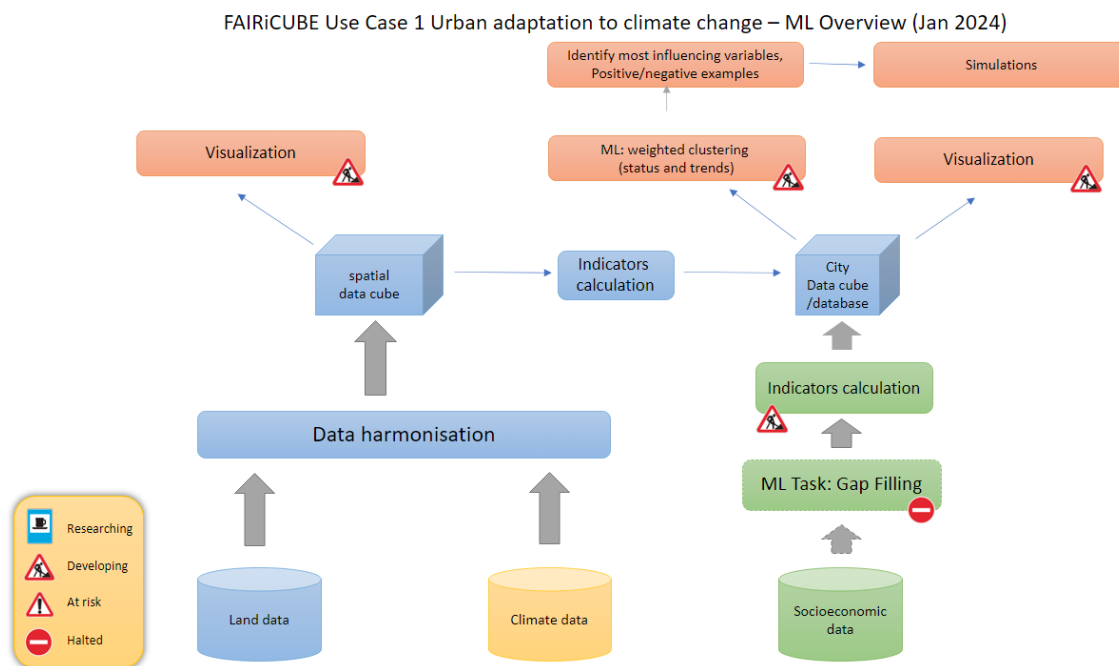 FAIRiCUBE Use Case 1 Urban adaptation to climate change – ML Overview (Jan 2024)
Identify most influencing variables,
Positive/negative examples
Simulations
Visualization
ML: weighted clustering
(status and trends)
Visualization
spatial
data cube
Indicators
calculation
City
Data cube
/database
Indicators calculation
Data harmonisation
ML Task: Gap Filling
Researching
Developing
At risk
Halted
Land data
Climate data
Socioeconomic
data